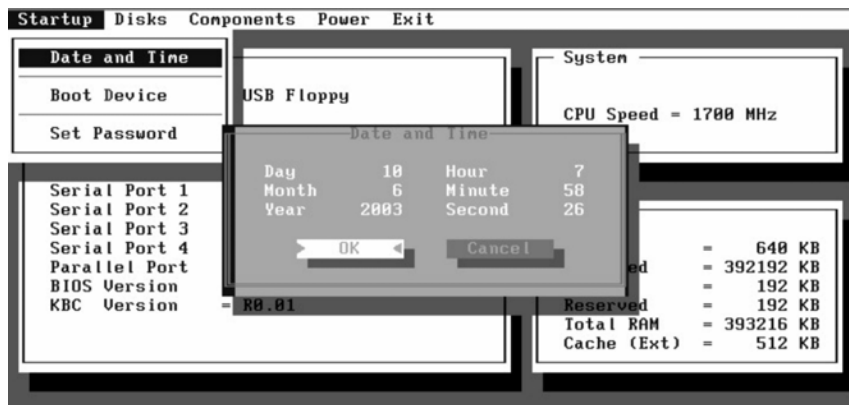 Startup Disks Components Power Exit
Date and Time
Boot Device
Set Password
USB Floppy
System
CPU Speed = 1700 MHz
Date and Time
Day 10 Hour 7
Month 6 Minute 58
Year 2003 Second 26
OK Cancel
Serial Port 1
Serial Port 2
Serial Port 3
Serial Port 4
Parallel Port
BIOS Version
KBC Version = R0.01
= 640 KB
= 392192 KB
= 192 KB
Reserved = 192 KB
Total RAM = 393216 KB
Cache (Ext) = 512 KB